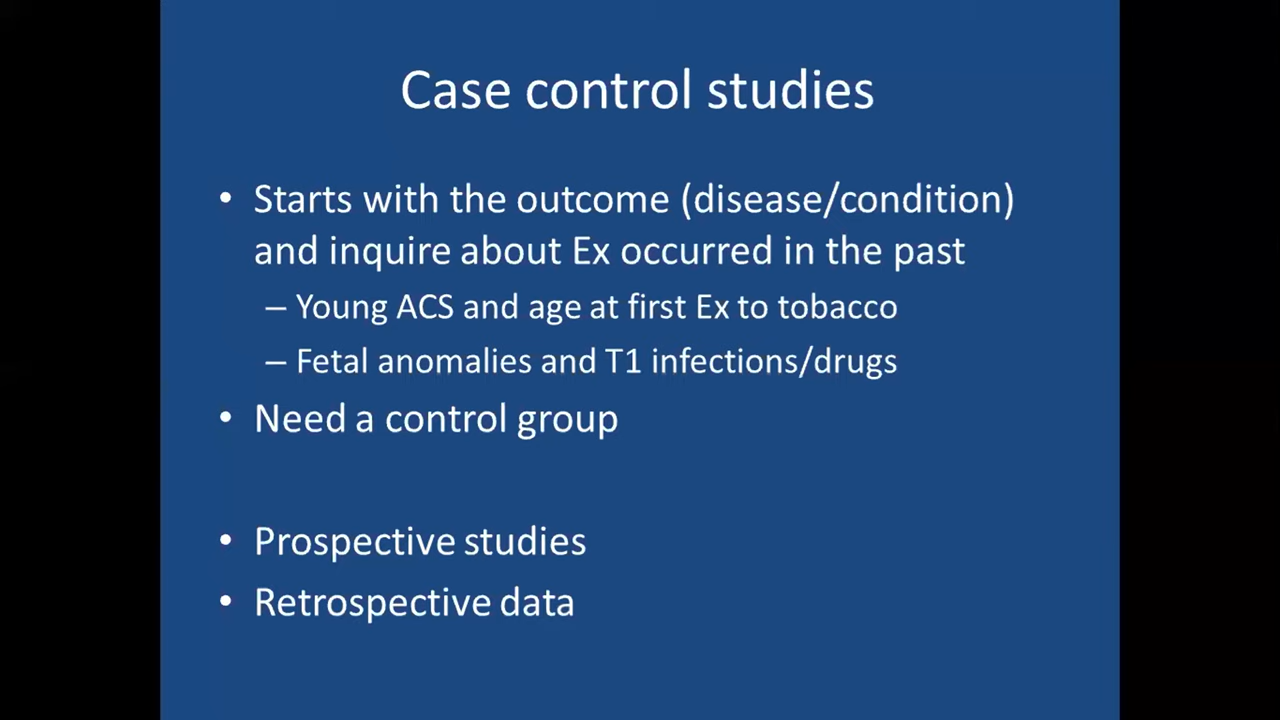 Case control studies
• Starts with the outcome (disease/condition)
and inquire about Ex occurred in the past
– Young ACS and age at first Ex to tobacco
– Fetal anomalies and T1 infections/drugs
• Need a control group
• Prospective studies
• Retrospective data